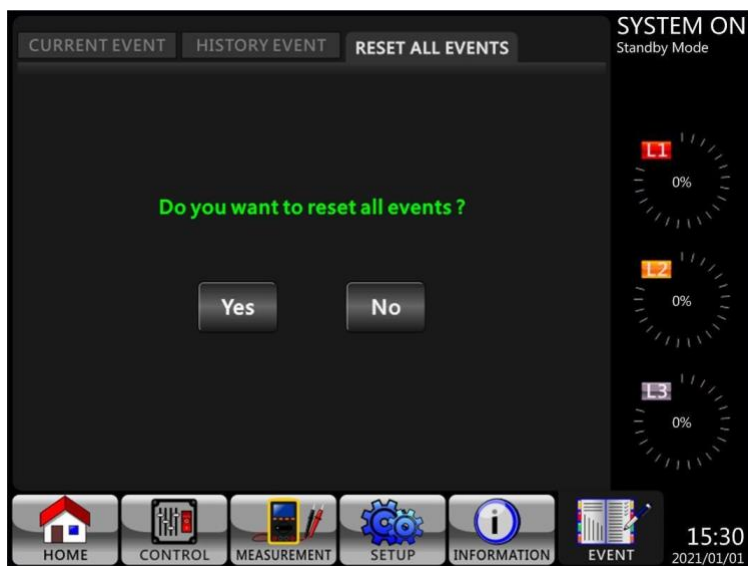 CURRENT EVENT
HISTORY EVENT
RESET ALL EVENTS
SYSTEM ON
Standby Mode
Do you want to reset all events ?
Yes
No
L1
0%
L2
0%
L3
0%
HOME
CONTROL
MEASUREMENT
SETUP
INFORMATION
EVENT
15:30
2021/01/01